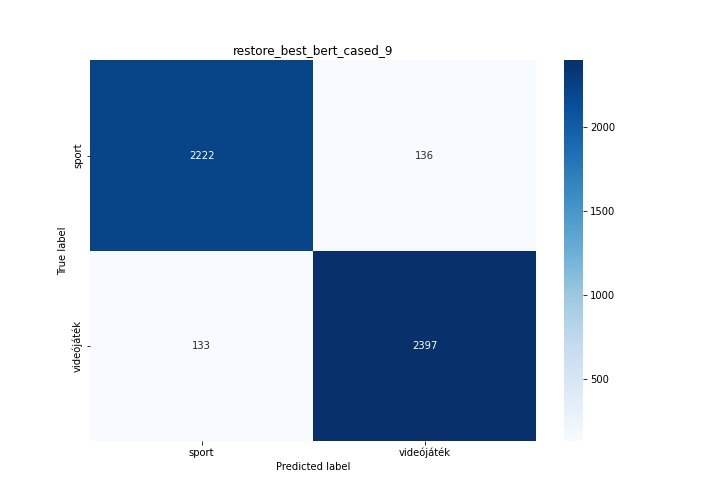 restore_best_bert_cased_9
sport
2222
136
2000
1500
True label
1000
videójáték
133
2397
500
sport
videójáték
Predicted label